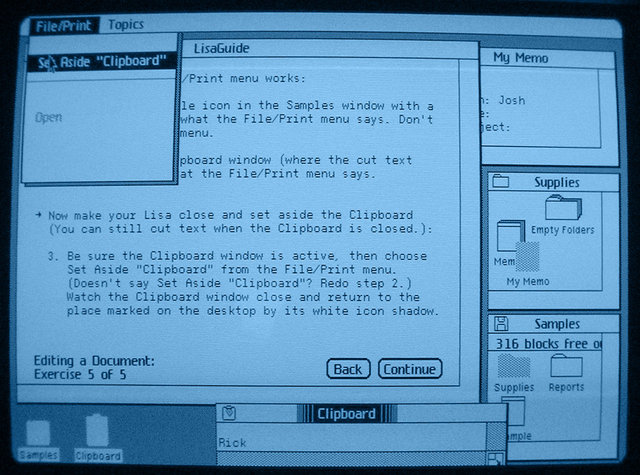 File/Print Topics
Set Aside "Clipboard"
Open
LisaGuide
/Print menu works:
le icon in the Samples window with a
what the File/Print menu says. Don't
menu.
pboard window (where the cut text
at the File/Print menu says.
→ Now make your Lisa close and set aside the Clipboard
(You can still cut text when the Clipboard is closed.):
3. Be sure the Clipboard window is active, then choose
Set Aside "Clipboard" from the File/Print menu.
(Doesn't say Set Aside "Clipboard"? Redo step 2.)
Watch the Clipboard window close and return to the
place marked on the desktop by its white icon shadow.
Editing a Document:
Exercise 5 of 5
Back Continue
My Memo
: Josh
e:
ject:
Supplies
Empty Folders
Mem
My Memo
Samples
316 blocks free o
Supplies Reports
mple
Clipboard
Rick
Samples Clipboard